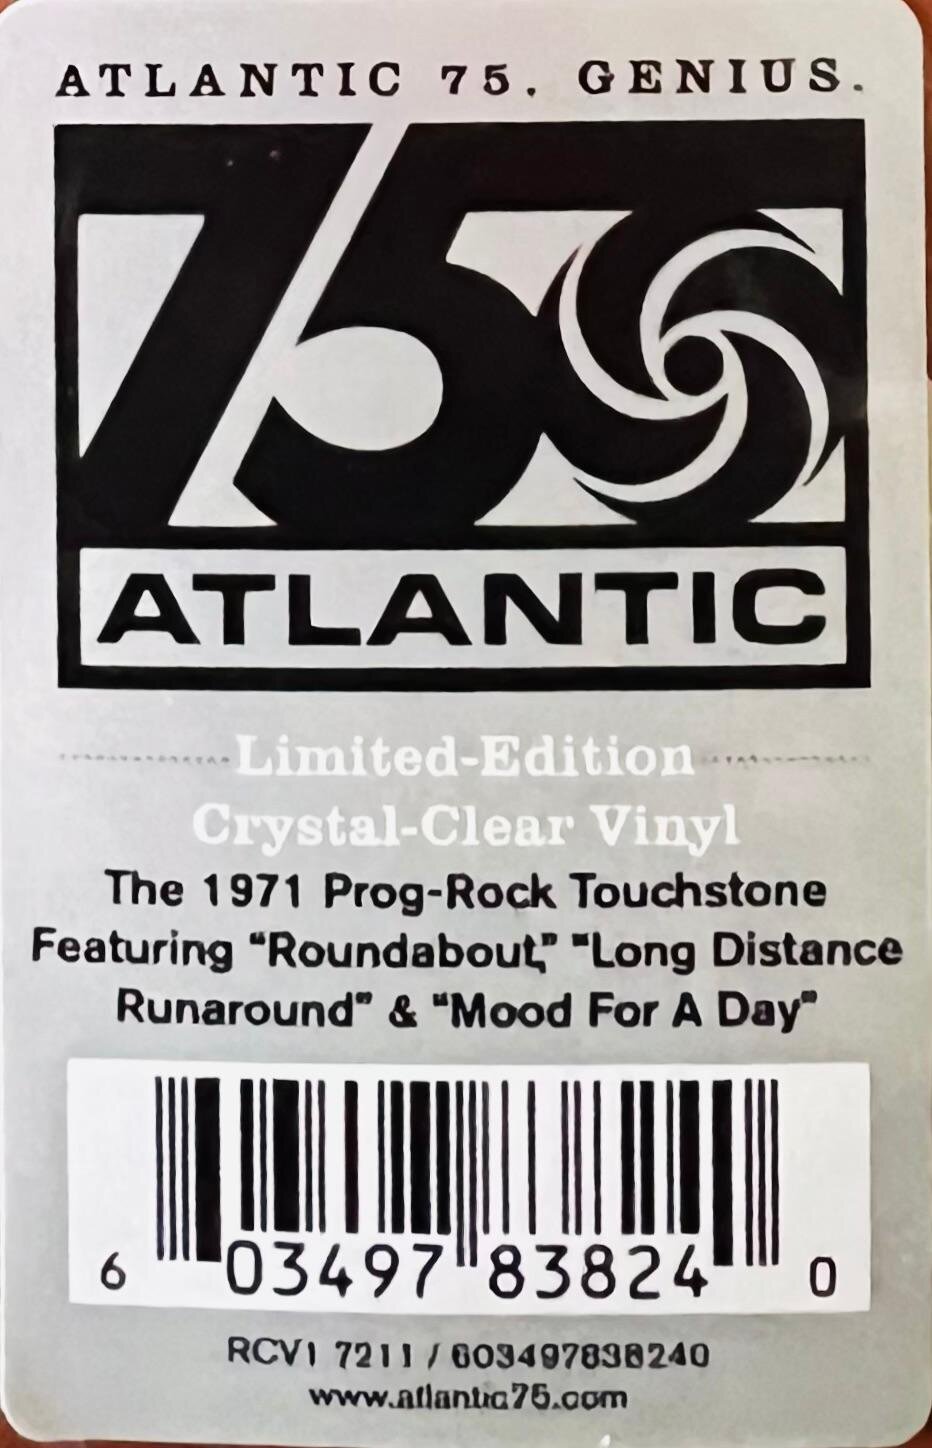 ATLANTIC 75. GENIUS.
75
ATLANTIC
Limited-Edition
Crystal-Clear Vinyl
The 1971 Prog-Rock Touchstone
Featuring “Roundabout,” “Long Distance
Runaround” & “Mood For A Day”
6 03497 83824 0
RCV1 7211 / 603497838240
www.atlantic75.com